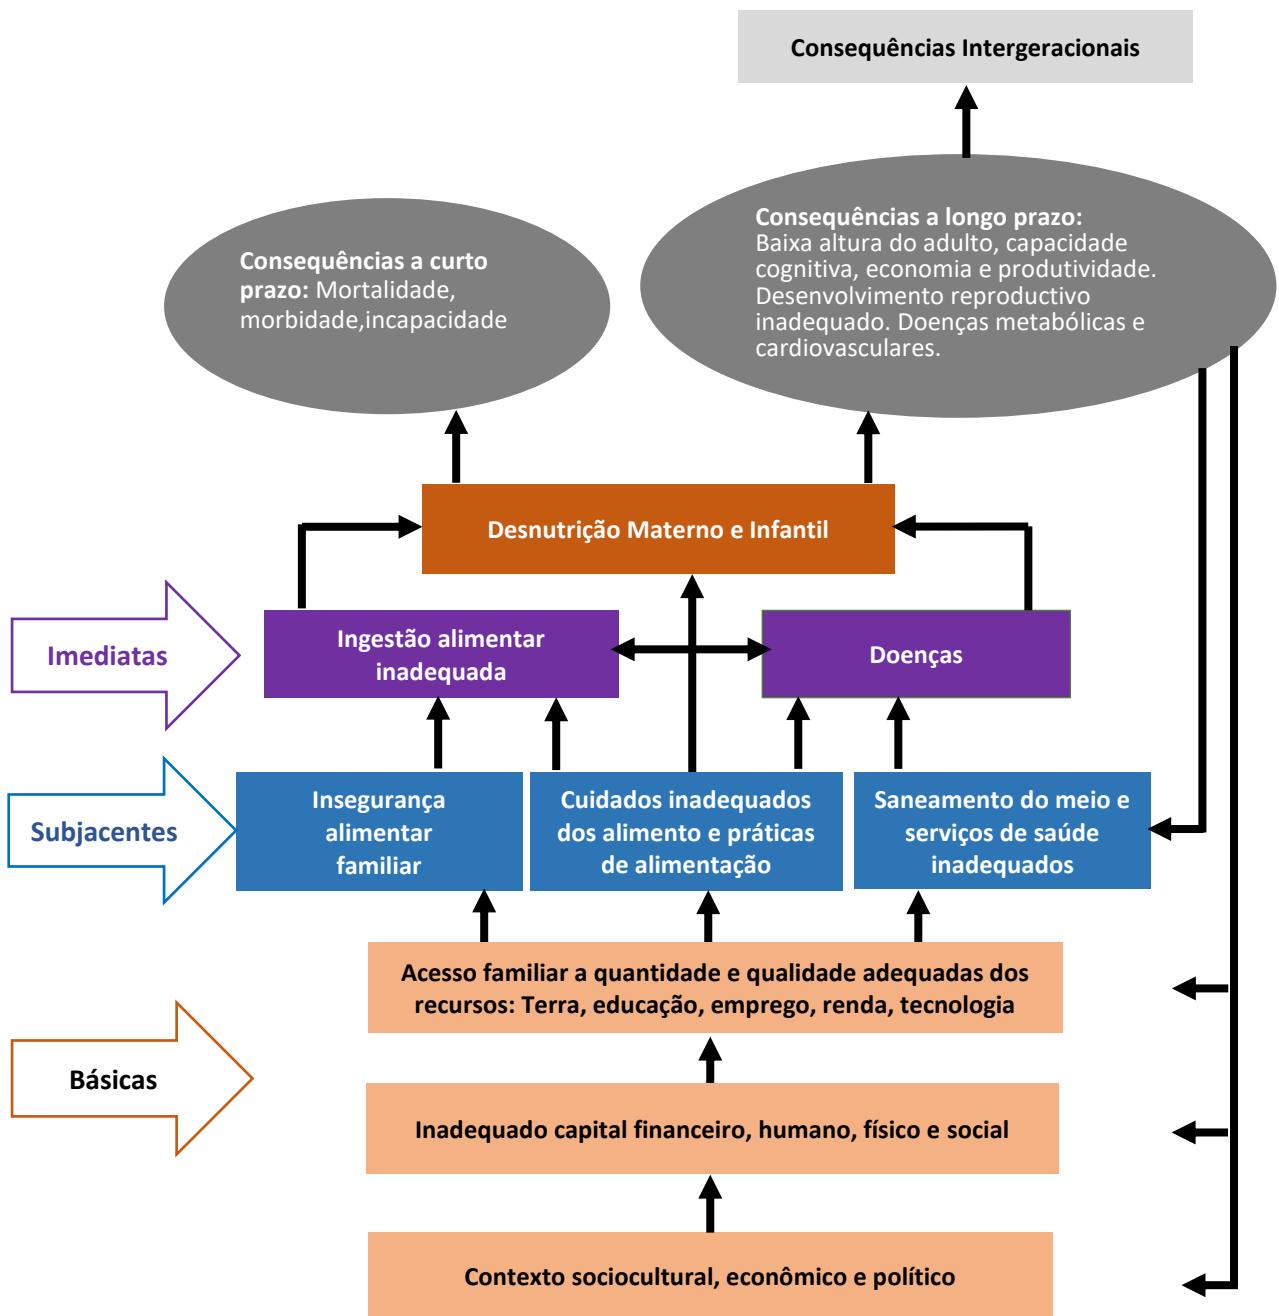 Consequências Intergeracionais
Consequências a curto
prazo: Mortalidade,
morbidade,incapacidade
Consequências a longo prazo:
Baixa altura do adulto, capacidade
cognitiva, economia e produtividade.
Desenvolvimento reproductivo
inadequado. Doenças metabólicas e
cardiovasculares.
Desnutrição Materno e Infantil
Imediatas
Ingestão alimentar
inadequada
Doenças
Subjacentes
Insegurança
alimentar
familiar
Cuidados inadequados
dos alimento e práticas
de alimentação
Saneamento do meio e
serviços de saúde
inadequados
Básicas
Acesso familiar a quantidade e qualidade adequadas dos
recursos: Terra, educação, emprego, renda, tecnologia
Inadequado capital financeiro, humano, físico e social
Contexto sociocultural, econômico e político